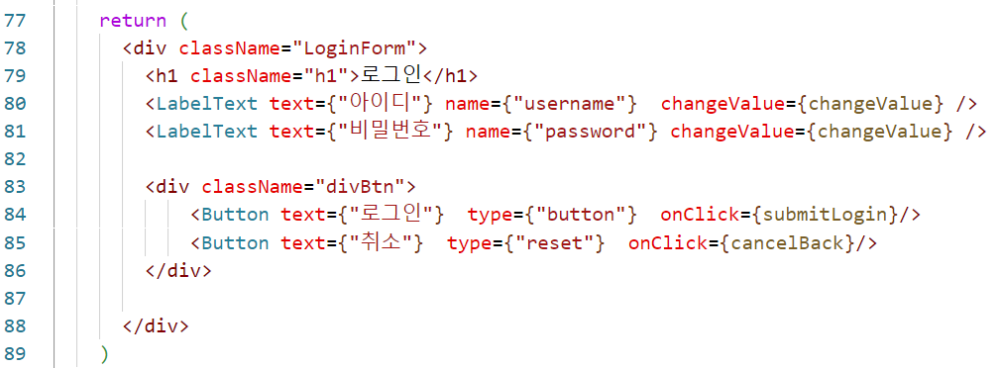 77 return (
78 <div className="LoginForm">
79 <h1 className="h1">로그인</h1>
80 <LabelText text={"아이디"} name={"username"}  changeValue={changeValue} />
81 <LabelText text={"비밀번호"} name={"password"} changeValue={changeValue} />
82
83 <div className="divBtn">
84 <Button text={"로그인"}  type={"button"}  onClick={submitLogin}/>
85 <Button text={"취소"}  type={"reset"}  onClick={cancelBack}/>
86 </div>
87
88 </div>
89 )